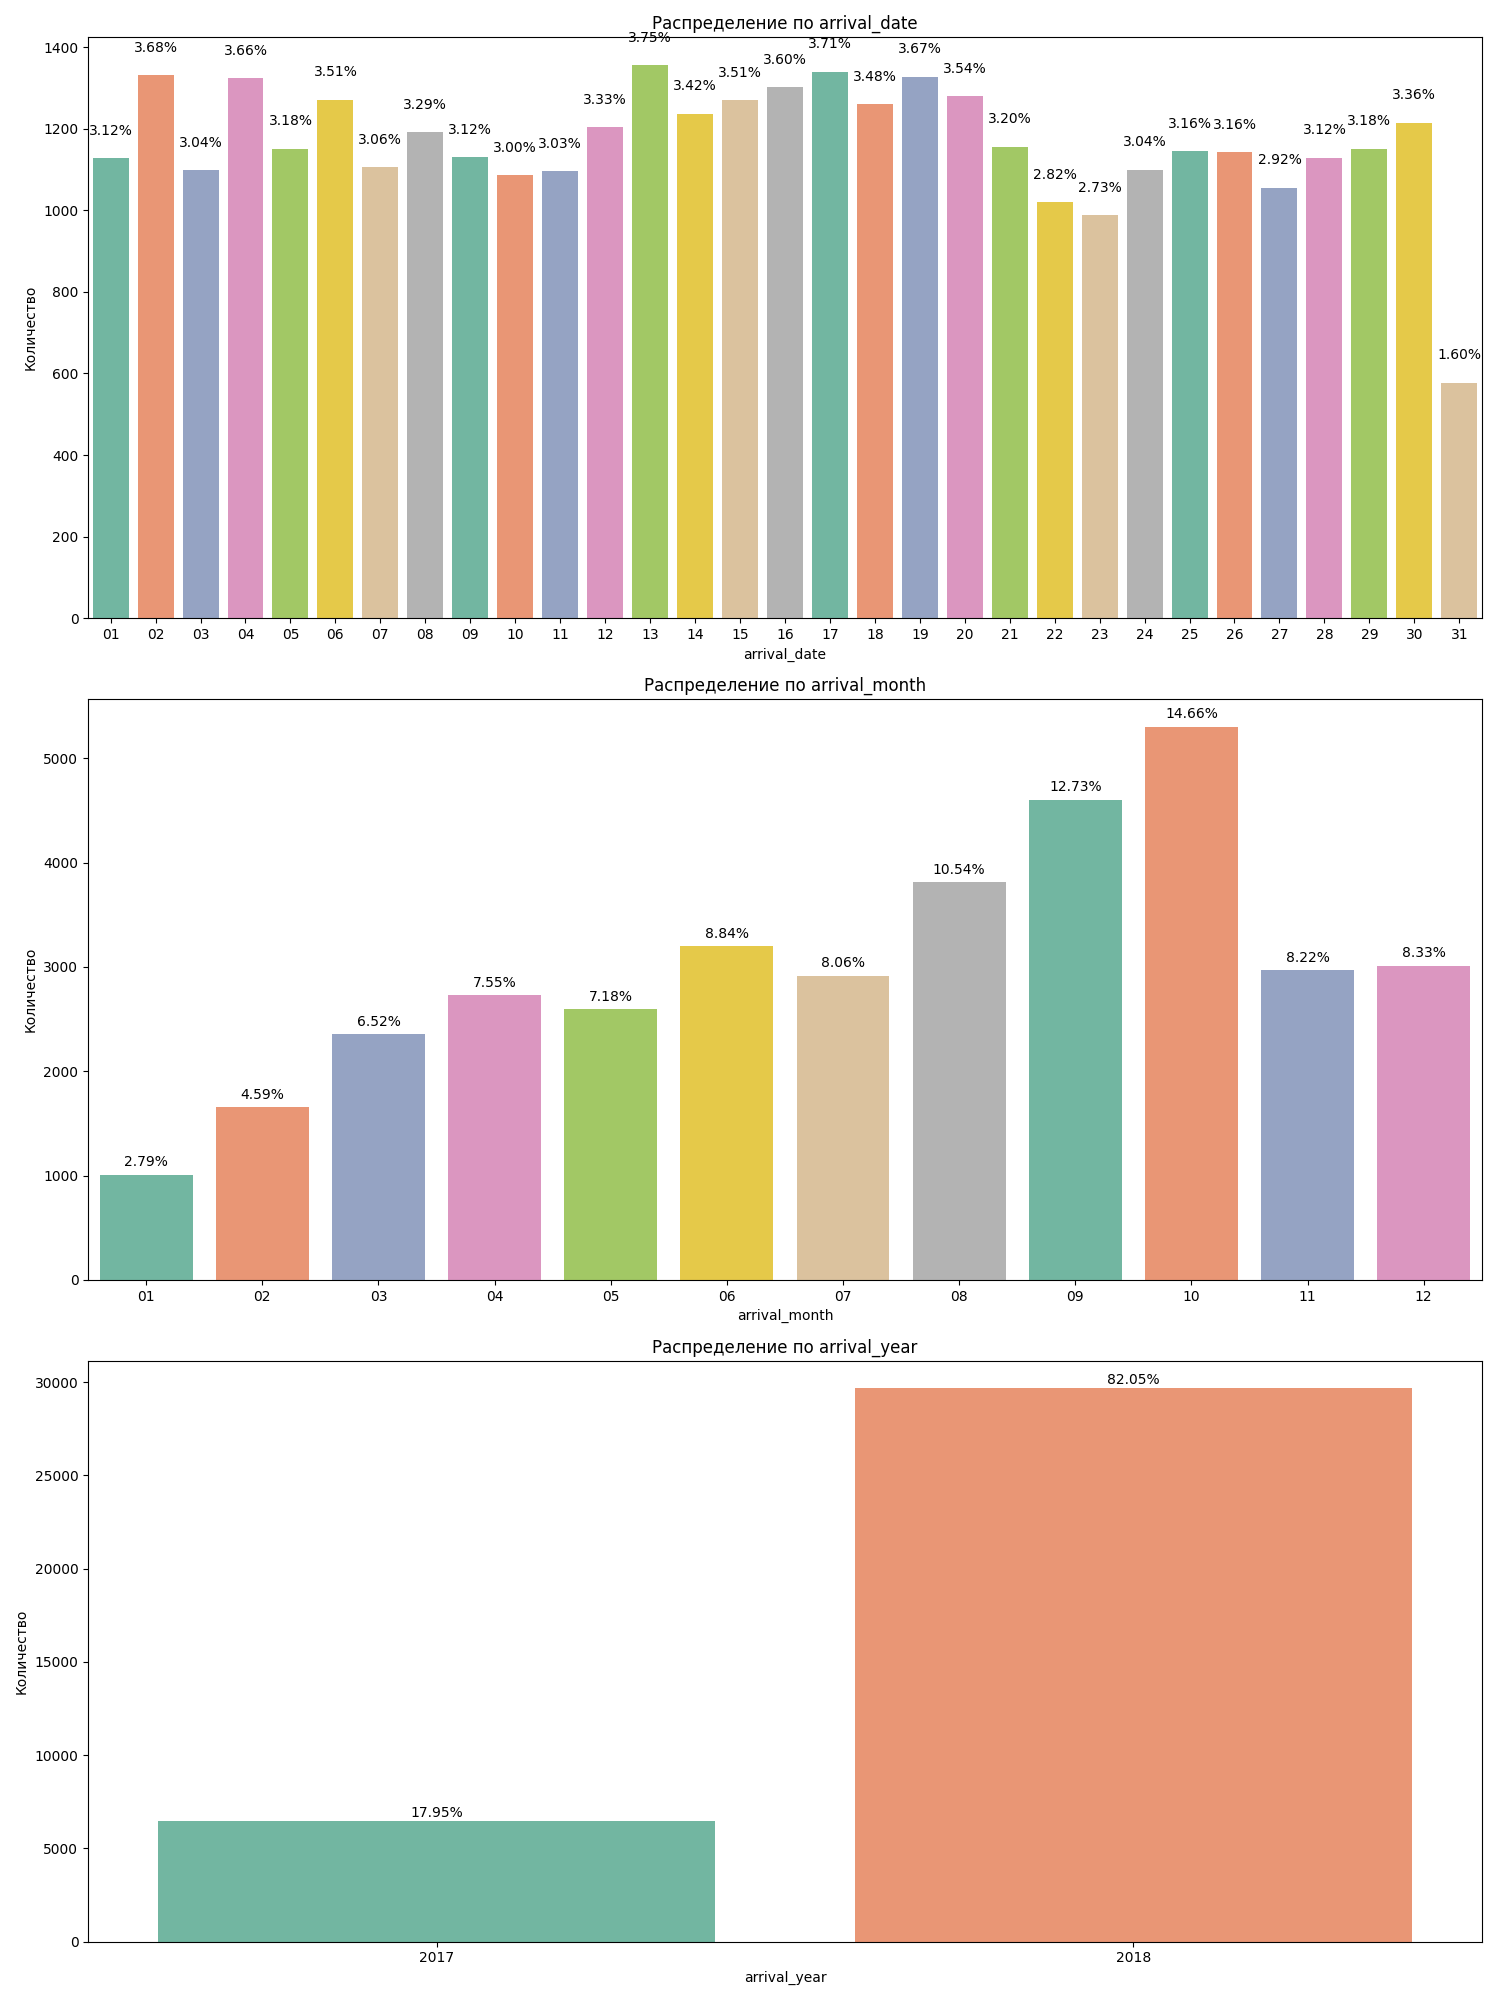 Распределение по arrival_date
3.12% 3.68% 3.04% 3.66% 3.18% 3.51% 3.06% 3.29% 3.12% 3.00% 3.03% 3.33% 3.75% 3.42% 3.51% 3.60% 3.71% 3.48% 3.67% 3.54% 3.20% 2.82% 2.73% 3.04% 3.16% 3.16% 2.92% 3.12% 3.18% 3.36% 1.60%
1400
1200
1000
800
600
400
200
0
Количество
01 02 03 04 05 06 07 08 09 10 11 12 13 14 15 16 17 18 19 20 21 22 23 24 25 26 27 28 29 30 31
arrival_date
Распределение по arrival_month
2.79% 4.59% 6.52% 7.55% 7.18% 8.84% 8.06% 10.54% 12.73% 14.66% 8.22% 8.33%
5000
4000
3000
2000
1000
0
Количество
01 02 03 04 05 06 07 08 09 10 11 12
arrival_month
Распределение по arrival_year
17.95% 82.05%
30000
25000
20000
15000
10000
5000
0
Количество
2017 2018
arrival_year